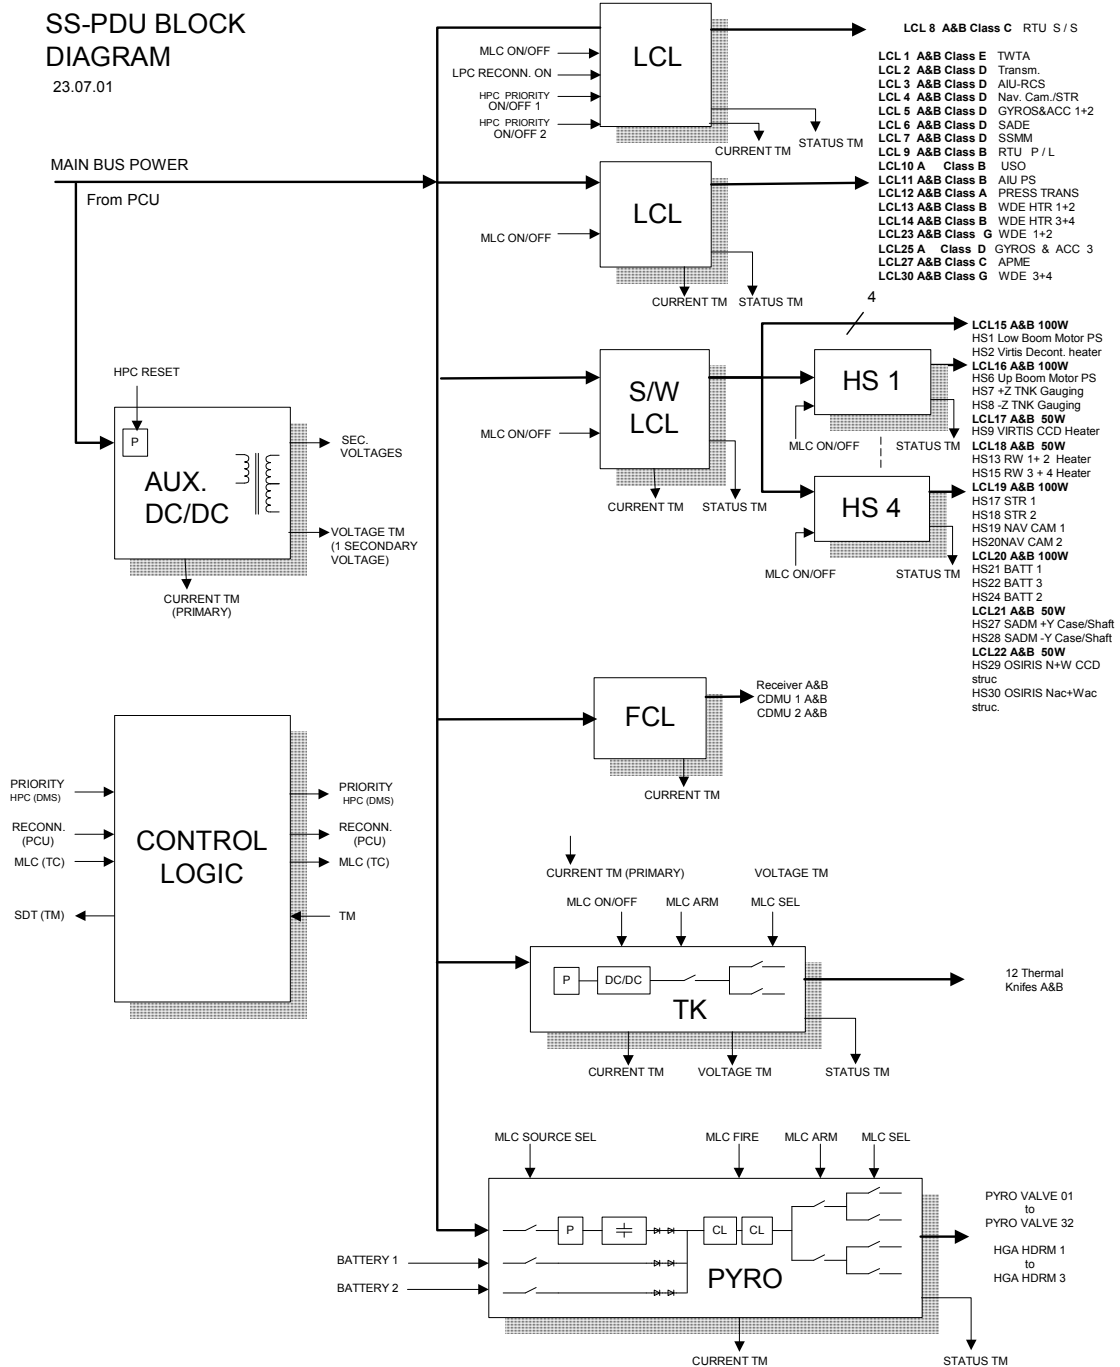 SS-PDU BLOCK
DIAGRAM
23.07.01
MAIN BUS POWER
From PCU
MLC ON/OFF
LPC RECONN. ON
HPC PRIORITY
ON/OFF 1
HPC PRIORITY
ON/OFF 2
LCL
CURRENT TM
STATUS TM
LCL 8 A&B Class C RTU S / S
LCL 1 A&B Class E TWTA
LCL 2 A&B Class D Transm.
LCL 3 A&B Class D AIU-RCS
LCL 4 A&B Class D Nav. Cam./STR
LCL 5 A&B Class D GYROS&ACC 1+2
LCL 6 A&B Class D SADE
LCL 7 A&B Class D SSMM
LCL 9 A&B Class B RTU P / L
LCL10 A Class B USO
LCL11 A&B Class B AIU PS
LCL12 A&B Class A PRESS TRANS
LCL13 A&B Class B WDE HTR 1+2
LCL14 A&B Class B WDE HTR 3+4
LCL23 A&B Class G WDE 1+2
LCL25 A Class D GYROS & ACC 3
LCL27 A&B Class C APME
LCL30 A&B Class G WDE 3+4
LCL
MLC ON/OFF
CURRENT TM
STATUS TM
4
S/W
LCL
MLC ON/OFF
CURRENT TM
STATUS TM
HS 1
MLC ON/OFF
STATUS TM
HS 4
MLC ON/OFF
STATUS TM
LCL15 A&B 100W
HS1 Low Boom Motor PS
HS2 Virtis Decont. heater
LCL16 A&B 100W
HS6 Up Boom Motor PS
HS7 +Z TNK Gauging
HS8 -Z TNK Gauging
LCL17 A&B 50W
HS9 VIRTIS CCD Heater
LCL18 A&B 50W
HS13 RW 1+ 2 Heater
HS15 RW 3 + 4 Heater
LCL19 A&B 100W
HS17 STR 1
HS18 STR 2
HS19 NAV CAM 1
HS20NAV CAM 2
LCL20 A&B 100W
HS21 BATT 1
HS22 BATT 3
HS24 BATT 2
LCL21 A&B 50W
HS27 SADM +Y Case/Shaft
HS28 SADM -Y Case/Shaft
LCL22 A&B 50W
HS29 OSIRIS N+W CCD
struc
HS30 OSIRIS Nac+Wac
struc.
HPC RESET
P
AUX.
DC/DC
SEC.
VOLTAGES
VOLTAGE TM
(1 SECONDARY
VOLTAGE)
CURRENT TM
(PRIMARY)
FCL
Receiver A&B
CDMU 1 A&B
CDMU 2 A&B
CURRENT TM
PRIORITY
HPC (DMS)
RECONN.
(PCU)
MLC (TC)
SDT (TM)
CONTROL
LOGIC
PRIORITY
HPC (DMS)
RECONN.
(PCU)
MLC (TC)
TM
CURRENT TM (PRIMARY)
VOLTAGE TM
MLC ON/OFF
MLC ARM
MLC SEL
P
DC/DC
TK
12 Thermal
Knifes A&B
CURRENT TM
VOLTAGE TM
STATUS TM
MLC SOURCE SEL
MLC FIRE
MLC ARM
MLC SEL
P
CL
CL
PYRO
BATTERY 1
BATTERY 2
PYRO VALVE 01
to
PYRO VALVE 32
HGA HDRM 1
to
HGA HDRM 3
CURRENT TM
STATUS TM